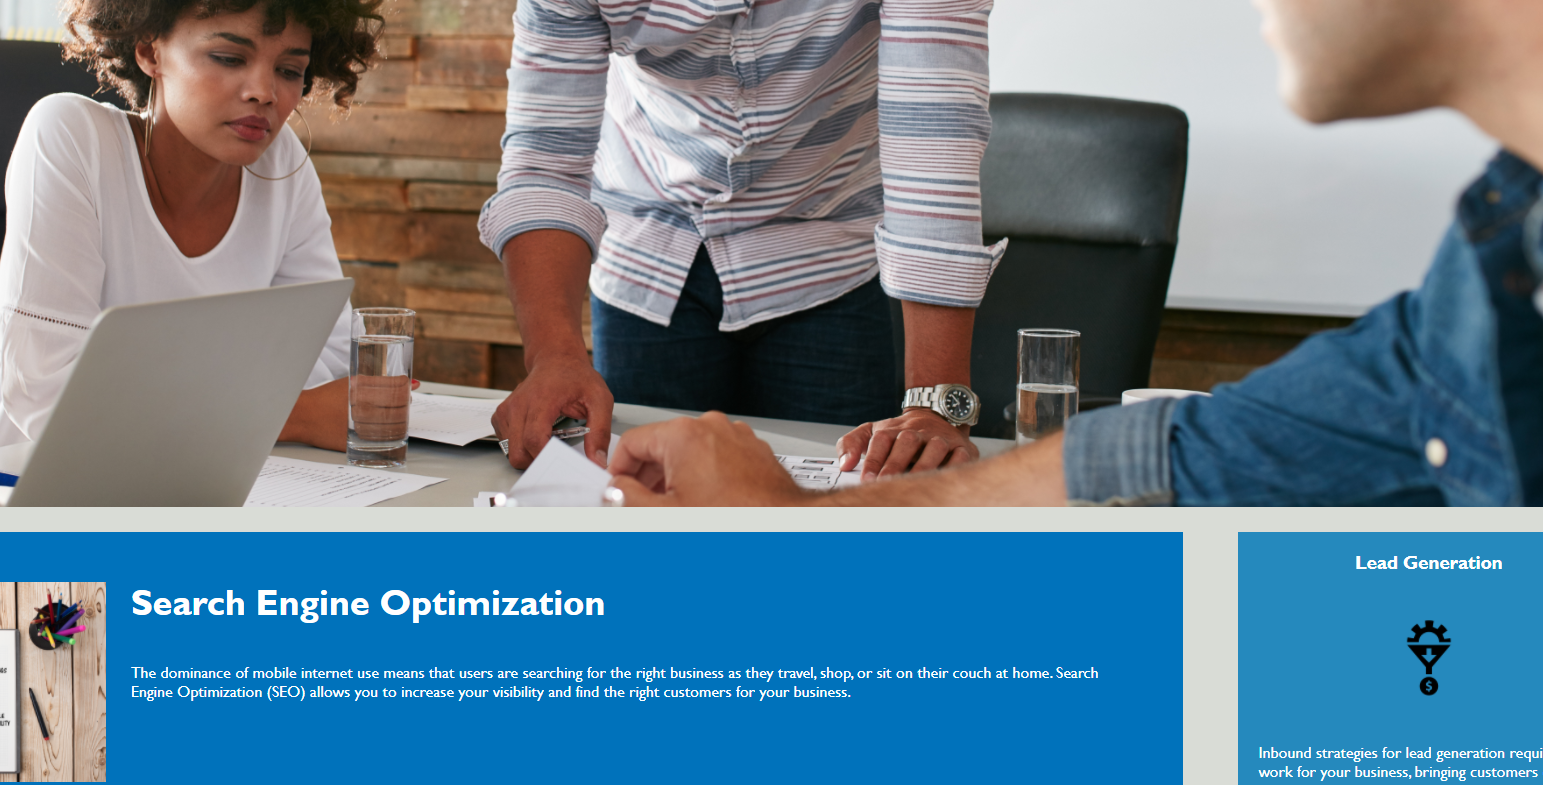 Search Engine Optimization
The dominance of mobile internet use means that users are searching for the right business as they travel, shop, or sit on their couch at home. Search
Engine Optimization (SEO) allows you to increase your visibility and find the right customers for your business.
Lead Generation
$
Inbound strategies for lead generation requi
work for your business, bringing customers